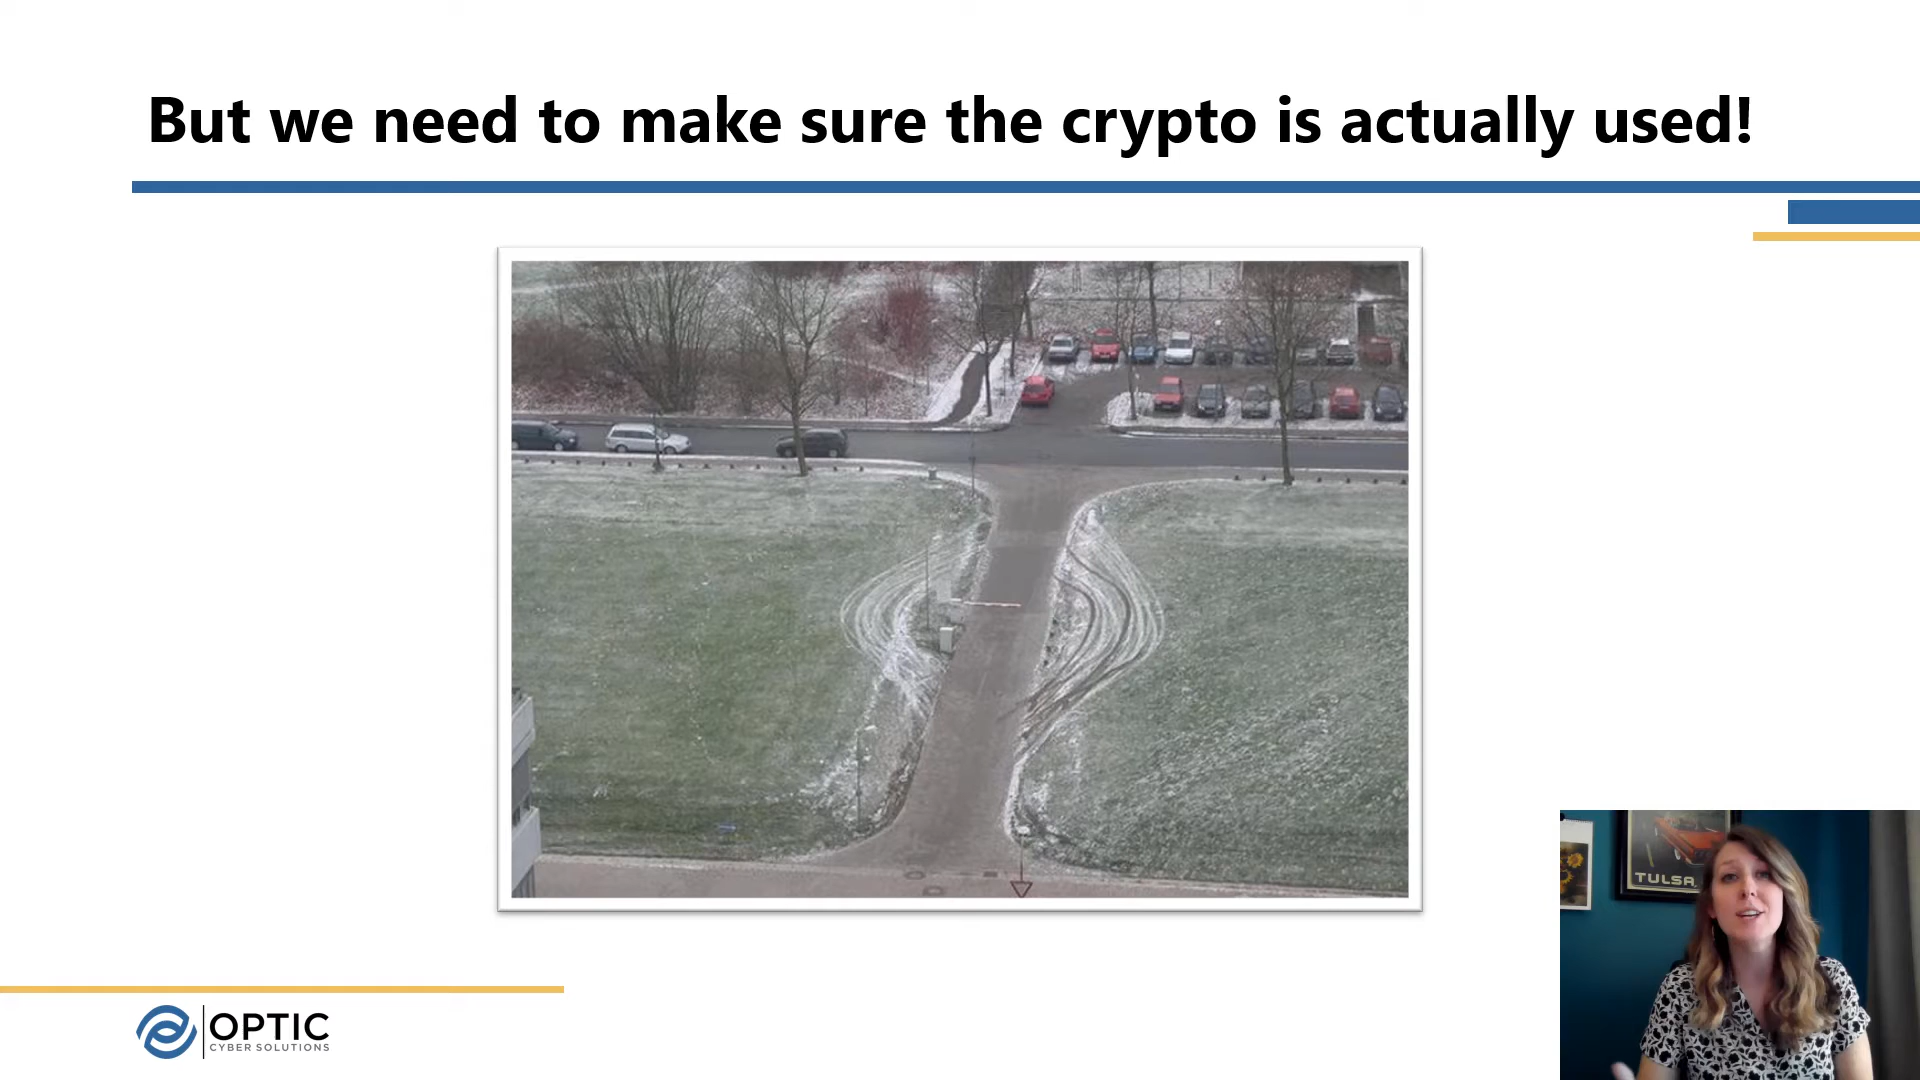 But we need to make sure the crypto is actually used!
TULSA
OPTIC
CYBER SOLUTIONS